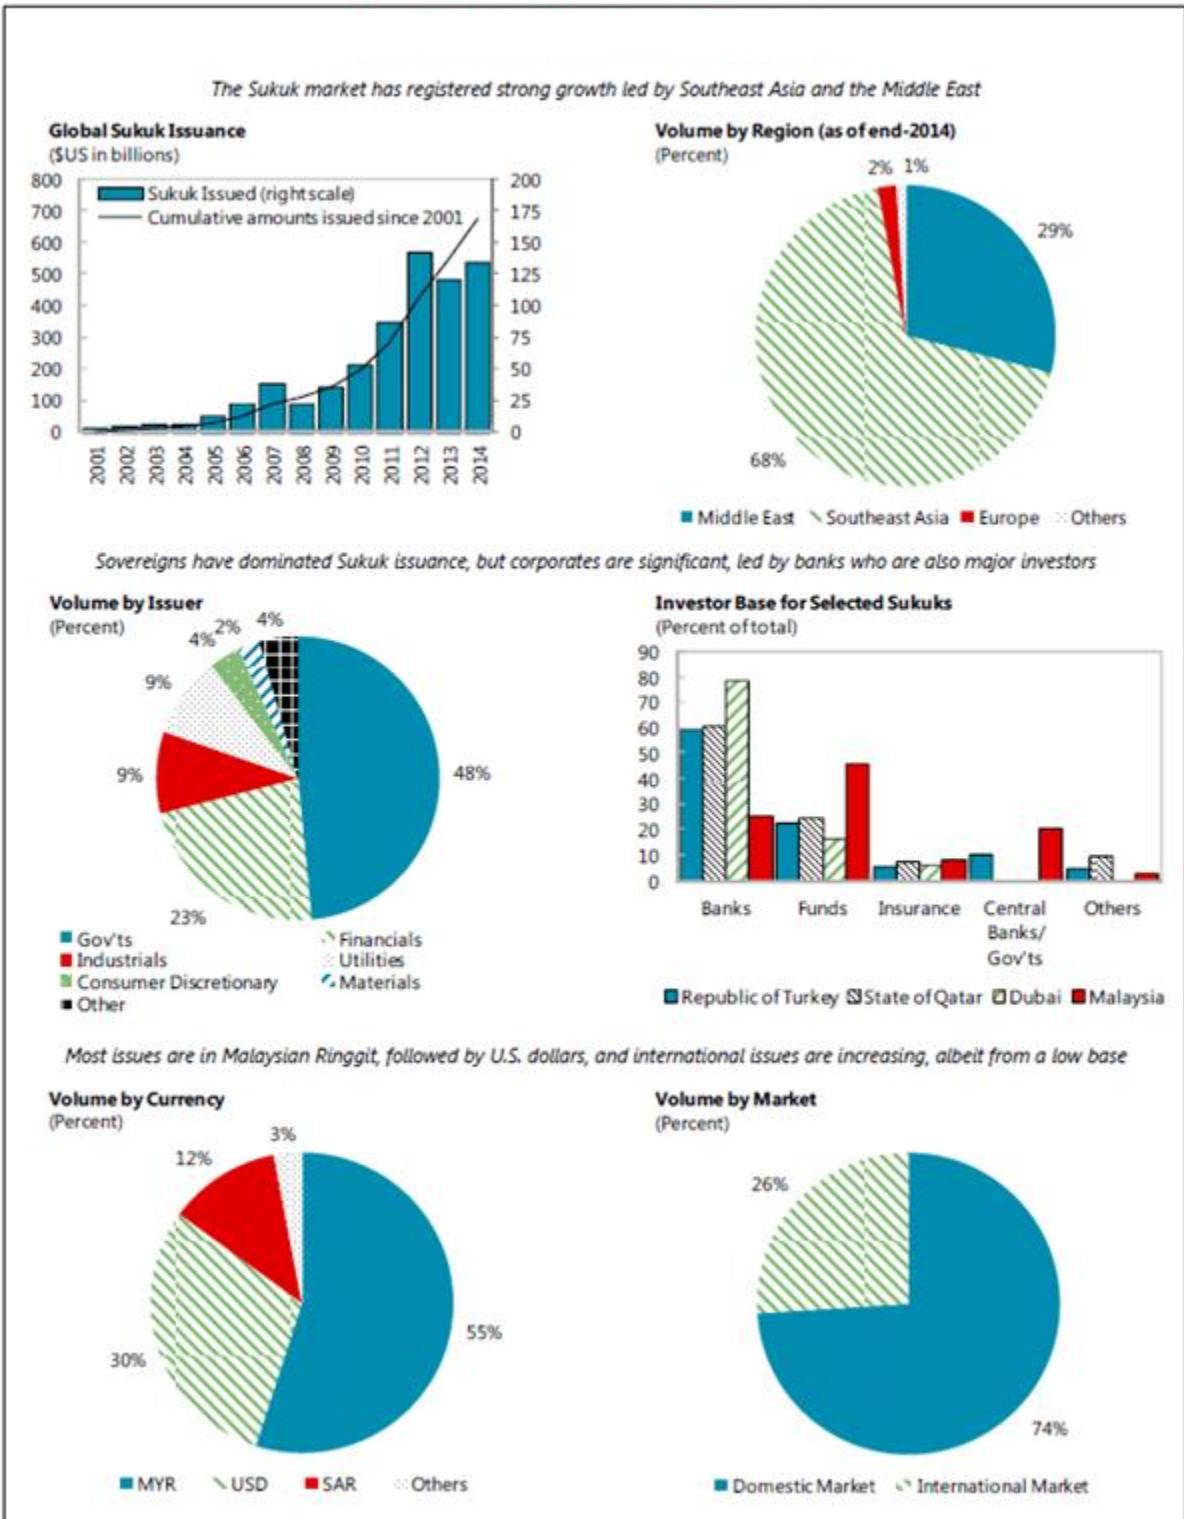 The Sukuk market has registered strong growth led by Southeast Asia and the Middle East
Global Sukuk Issuance
($US in billions)
800
700
600
500
400
300
200
100
0
Sukuk Issued (right scale)
Cumulative amounts issued since 2001
200
175
150
125
100
75
50
25
0
2001
2002
2003
2004
2005
2006
2007
2008
2009
2010
2011
2012
2013
2014
Volume by Region (as of end-2014)
(Percent)
2%
1%
29%
68%
Middle East
Southeast Asia
Europe
Others
Sovereigns have dominated Sukuk issuance, but corporates are significant, led by banks who are also major investors
Volume by Issuer
(Percent)
4%
2%
4%
9%
9%
48%
23%
Gov'ts
Financials
Industrials
Utilities
Consumer Discretionary
Materials
Other
Investor Base for Selected Sukuks
(Percent of total)
90
80
70
60
50
40
30
20
10
0
Banks
Funds
Insurance
Central
Banks/
Gov'ts
Others
Republic of Turkey
State of Qatar
Dubai
Malaysia
Most issues are in Malaysian Ringgit, followed by U.S. dollars, and international issues are increasing, albeit from a low base
Volume by Currency
(Percent)
3%
12%
55%
30%
MYR
USD
SAR
Others
Volume by Market
(Percent)
26%
74%
Domestic Market
International Market